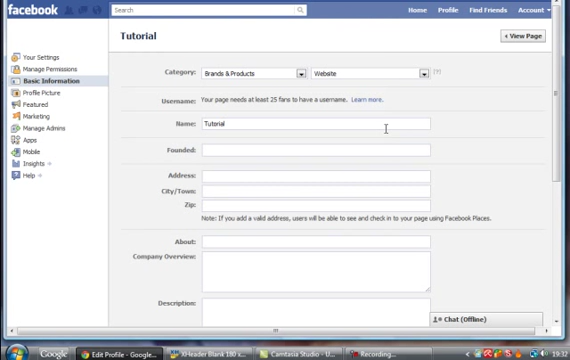 facebook
Search
Home Profile Find Friends Account
Tutorial
View Page
Your Settings
Manage Permissions
Basic Information
Profile Picture
Featured
Marketing
Manage Admins
Apps
Mobile
Insights
Help
Category: Brands & Products Website [?]
Username: Your page needs at least 25 fans to have a username. Learn more.
Name: Tutorial
Founded:
Address:
City/Town:
Zip:
Note: If you add a valid address, users will be able to see and check in to your page using Facebook Places.
About:
Company Overview:
Description:
Chat (Offline)
Google
Edit Profile - Google...
XHeader Blank 180 x...
Camtasia Studio - U...
Recording...
19:32